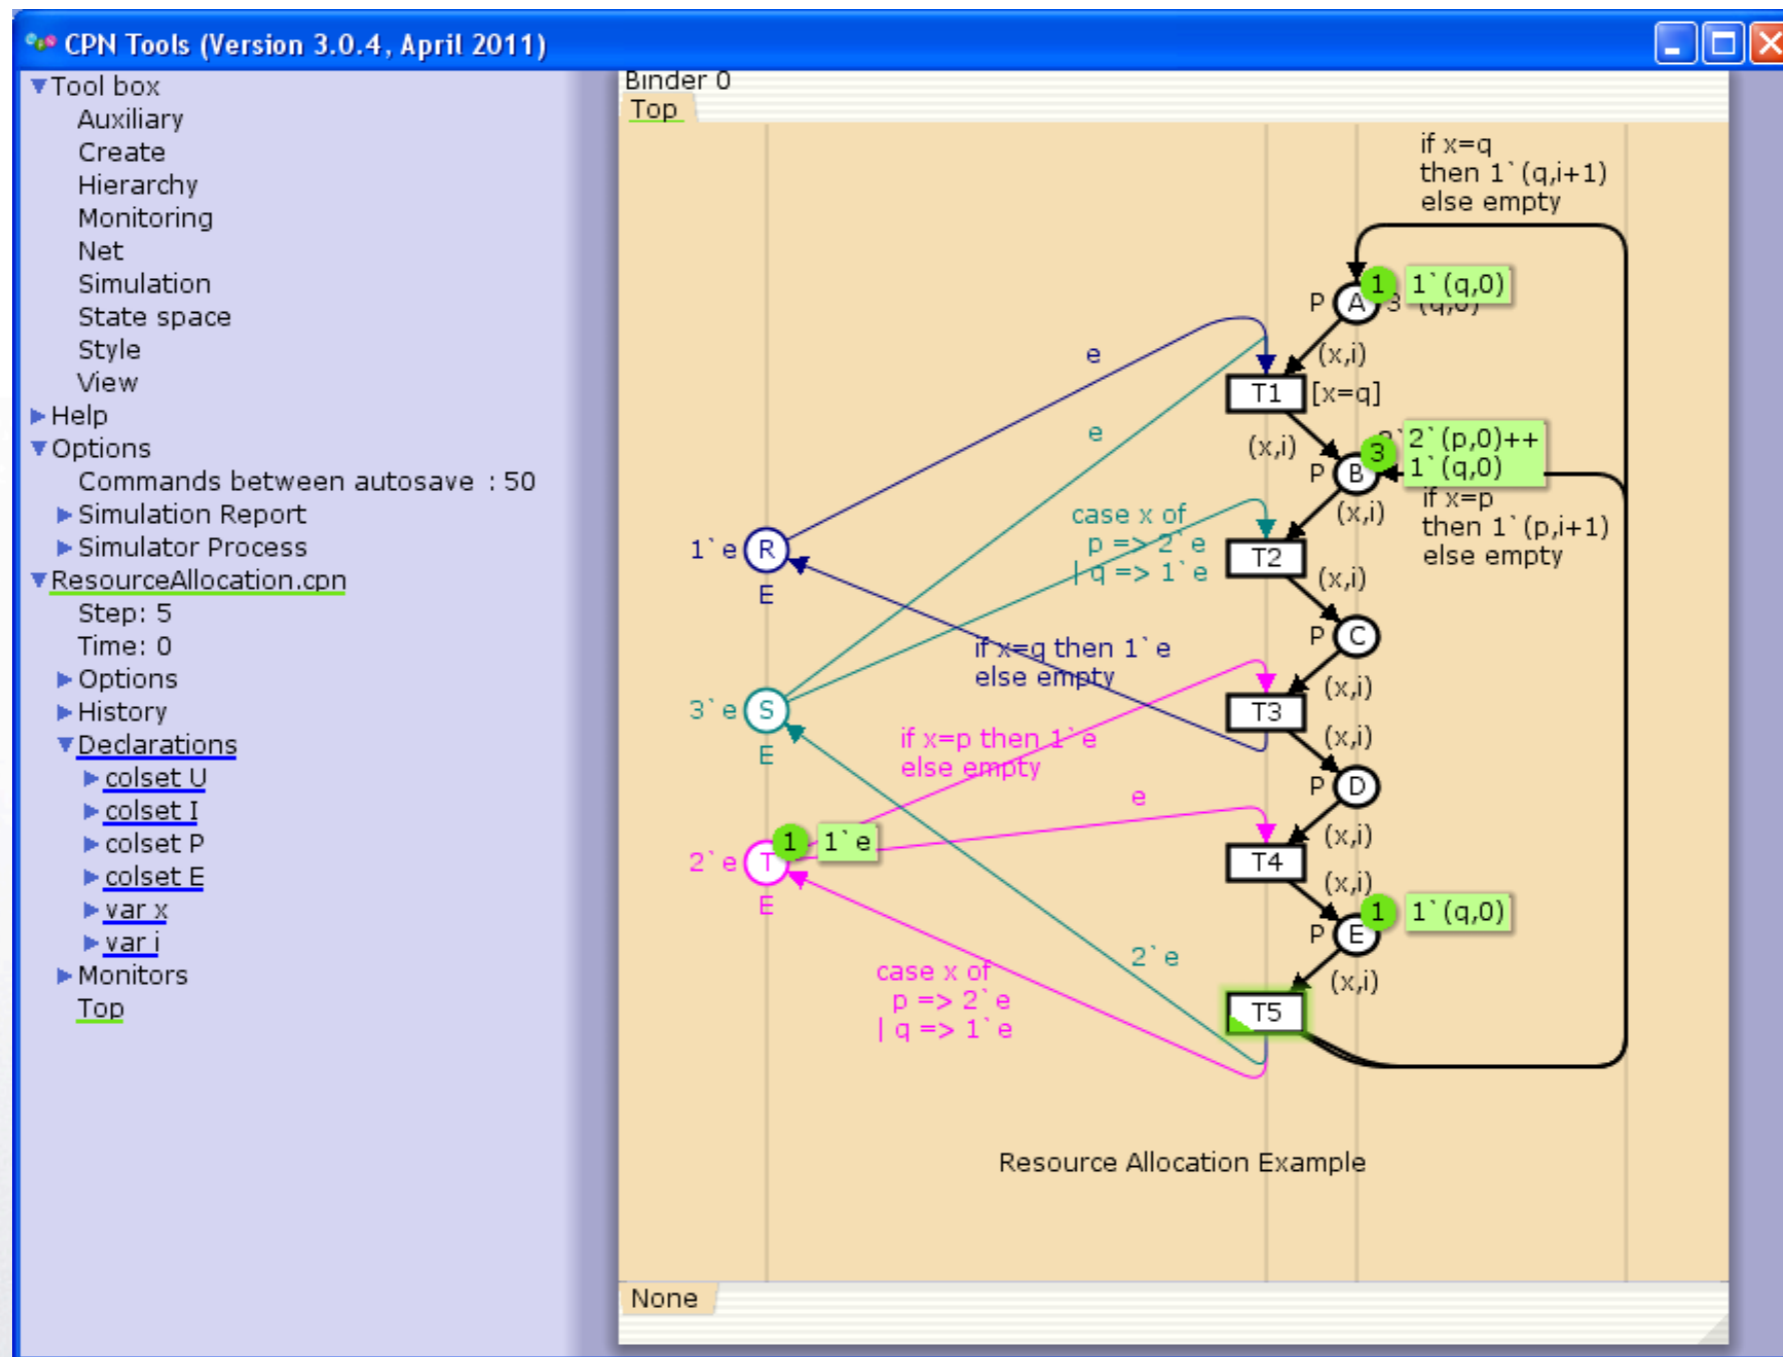 CPN Tools (Version 3.0.4, April 2011)
Tool box
Auxiliary
Create
Hierarchy
Monitoring
Net
Simulation
State space
Style
View
Help
Options
Commands between autosave : 50
Simulation Report
Simulator Process
ResourceAllocation.cpn
Step: 5
Time: 0
Options
History
Declarations
colset U
colset I
colset P
colset E
var x
var i
Monitors
Top
Binder 0
Top
if x=q
then 1`(q,i+1)
else empty
1 1`(q,0)
P A 3`(q,0)
(x,i)
e
T1 [x=q]
e
(x,i)
3 2`(p,0)++
1`(q,0)
P B
(x,i)
if x=p
then 1`(p,i+1)
else empty
case x of
p => 2`e
| q => 1`e
T2
1`e R
E
(x,i)
P C
if x=q then 1`e
else empty
(x,i)
3`e S
E
T3
if x=p then 1`e
else empty
(x,i)
P D
e
(x,i)
2`e T 1 1`e
E
T4
(x,i)
1 1`(q,0)
P E
2`e
(x,i)
case x of
p => 2`e
| q => 1`e
T5
Resource Allocation Example
None